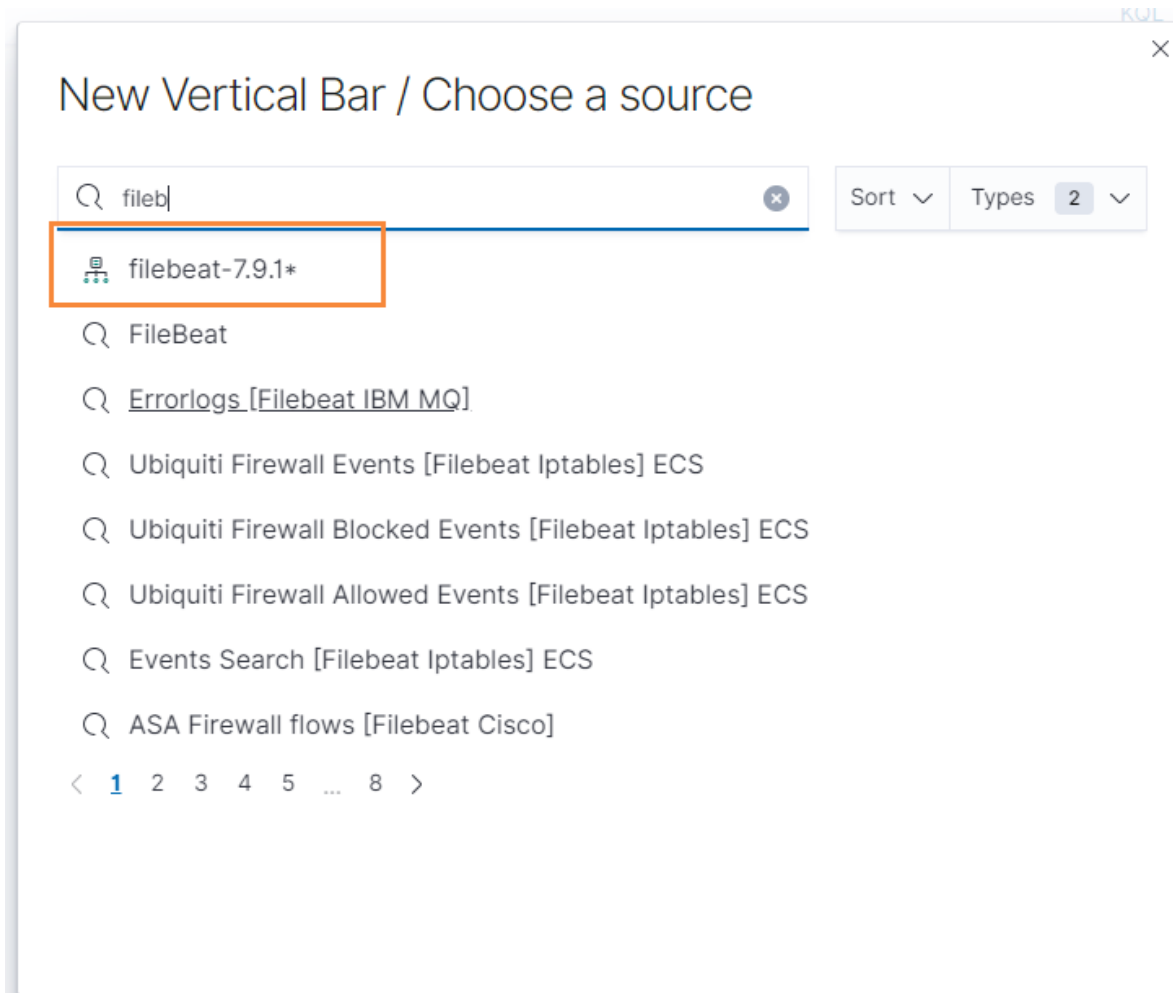 KQL
New Vertical Bar / Choose a source
fileb
Sort Types 2
filebeat-7.9.1*
FileBeat
Errorlogs [Filebeat IBM MQ]
Ubiquiti Firewall Events [Filebeat Iptables] ECS
Ubiquiti Firewall Blocked Events [Filebeat Iptables] ECS
Ubiquiti Firewall Allowed Events [Filebeat Iptables] ECS
Events Search [Filebeat Iptables] ECS
ASA Firewall flows [Filebeat Cisco]
1 2 3 4 5 ... 8